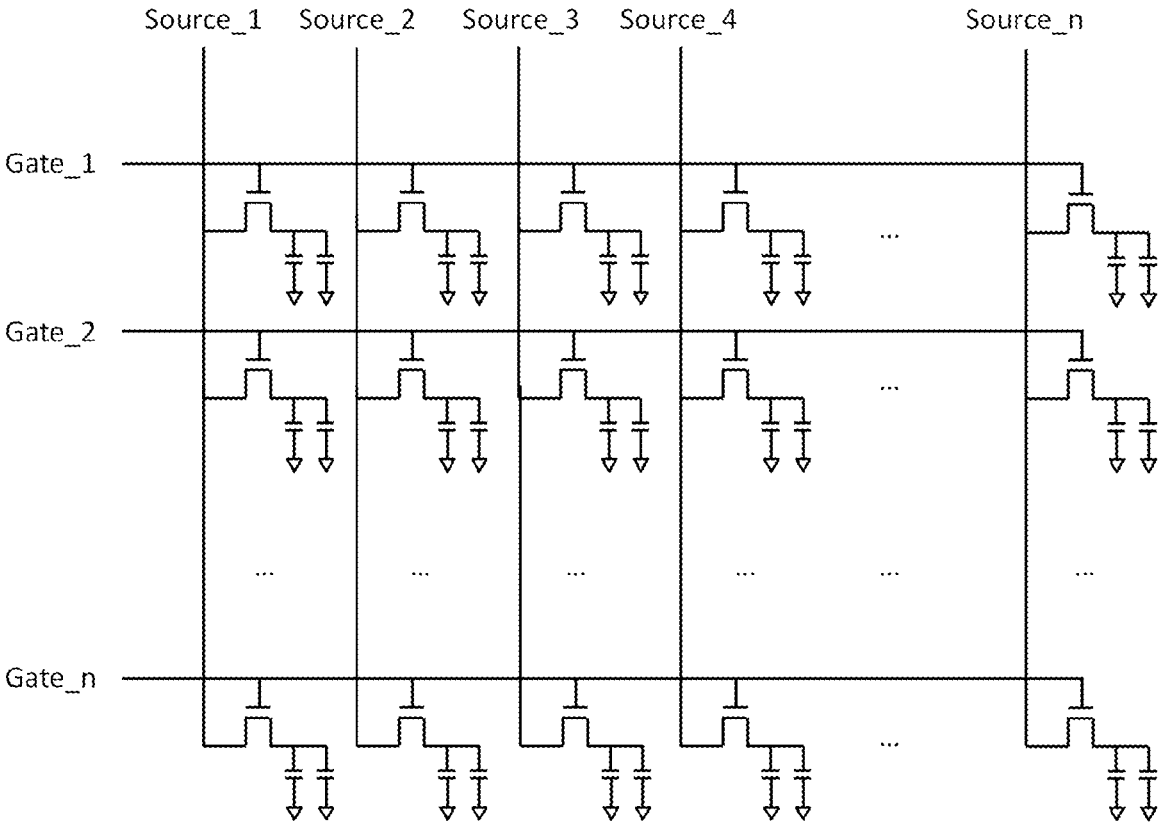 Source_1 Source_2 Source_3 Source_4 Source_n
Gate_1
...
Gate_2
...
... ... ... ... ... ...
Gate_n
...